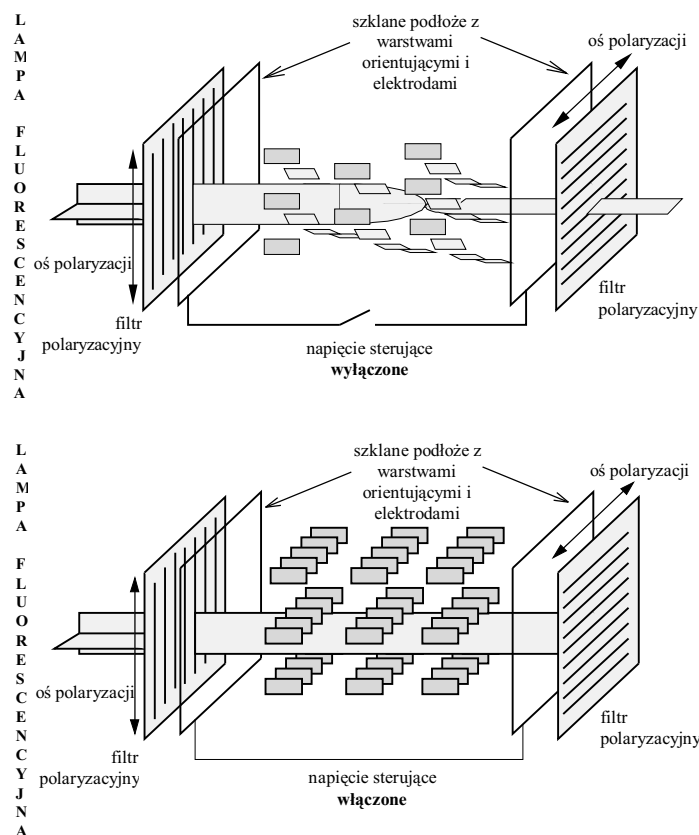 LAMPA FLUORESCENCYJNA
szklane podłoże z
warstwami
orientującymi i
elektrodami
oś polaryzacji
oś polaryzacji
filtr
polaryzacyjny
filtr
polaryzacyjny
napięcie sterujące
wyłączone
LAMPA FLUORESCENCYJNA
szklane podłoże z
warstwami
orientującymi i
elektrodami
oś polaryzacji
oś polaryzacji
filtr
polaryzacyjny
filtr
polaryzacyjny
napięcie sterujące
włączone